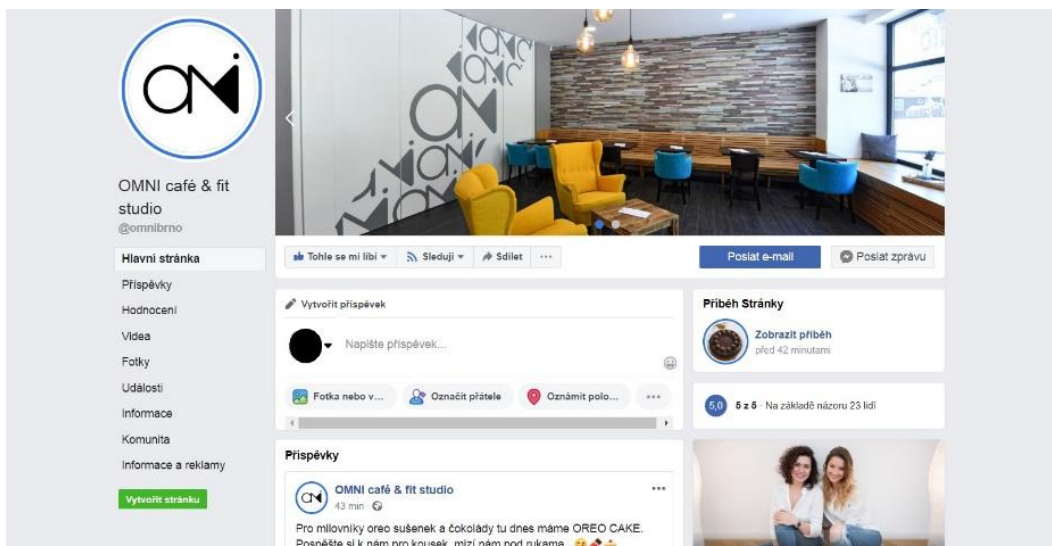 OMNI café & fit
studio
@omnibrno
Hlavní stránka
Příspěvky
Hodnocení
Videa
Fotky
Události
Informace
Komunita
Informace a reklamy
Vytvořit stránku
Tohle se mi líbí
Sleduji
Sdílet
Poslat e-mail
Poslat zprávu
Vytvořit příspěvek
Napište příspěvek...
Fotka nebo v...
Označit přátele
Oznámit polo...
Příspěvky
OMNI café & fit studio
43 min
Pro milovníky oreo sušenek a čokolády tu dnes máme OREO CAKE.
Pospěšte si k nám pro kousek, mizí nám pod rukama
Příběh Stránky
Zobrazit příběh
před 42 minutami
5,0 5 z 5 · Na základě názoru 23 lidí